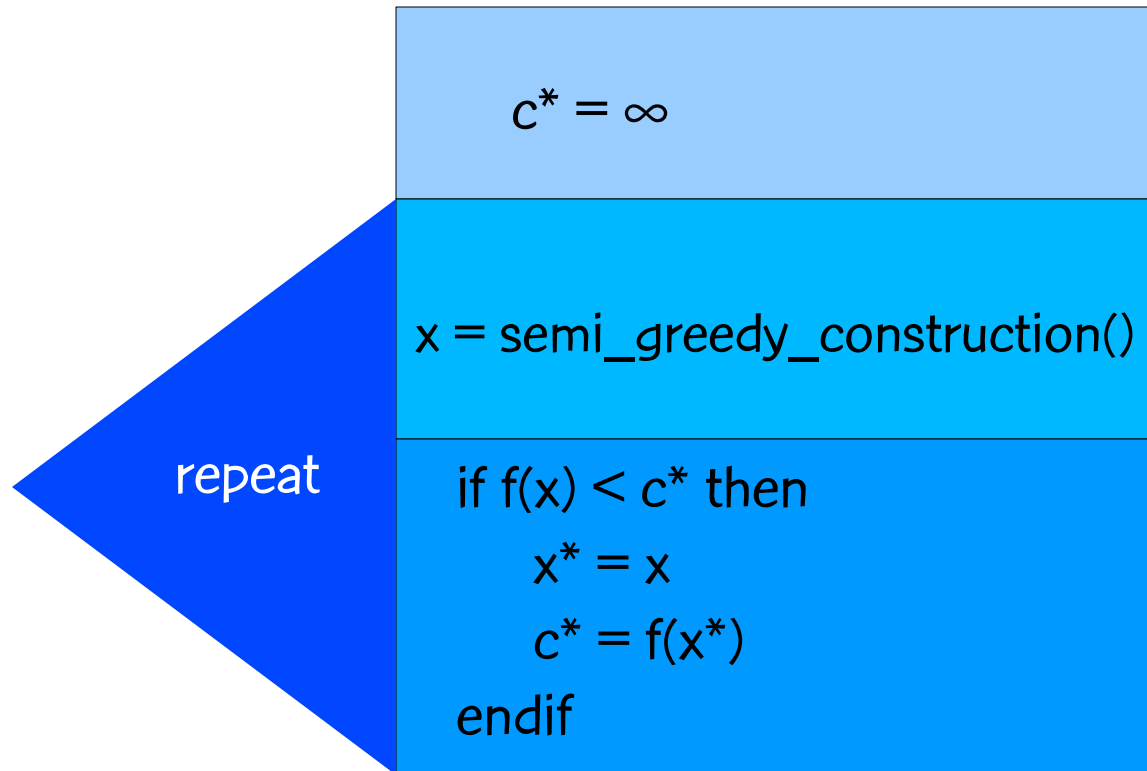 c* = ∞
x = semi_greedy_construction()
repeat
if f(x) < c* then
x* = x
c* = f(x*)
endif